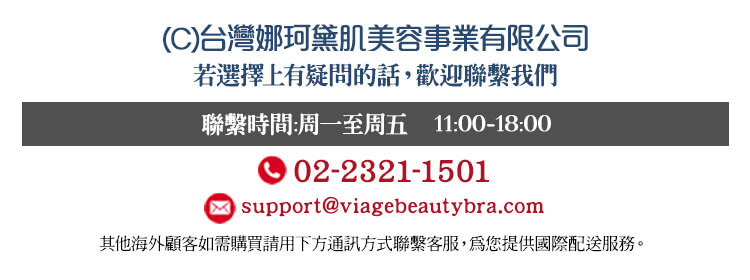 (C)台灣娜珂黛肌美容事業有限公司
若選擇上有疑問的話，歡迎聯繫我們
聯繫時間:周一至周五 11:00-18:00
02-2321-1501
support@viagebeautybra.com
其他海外顧客如需購買請用下方通訊方式聯繫客服，為您提供國際配送服務。